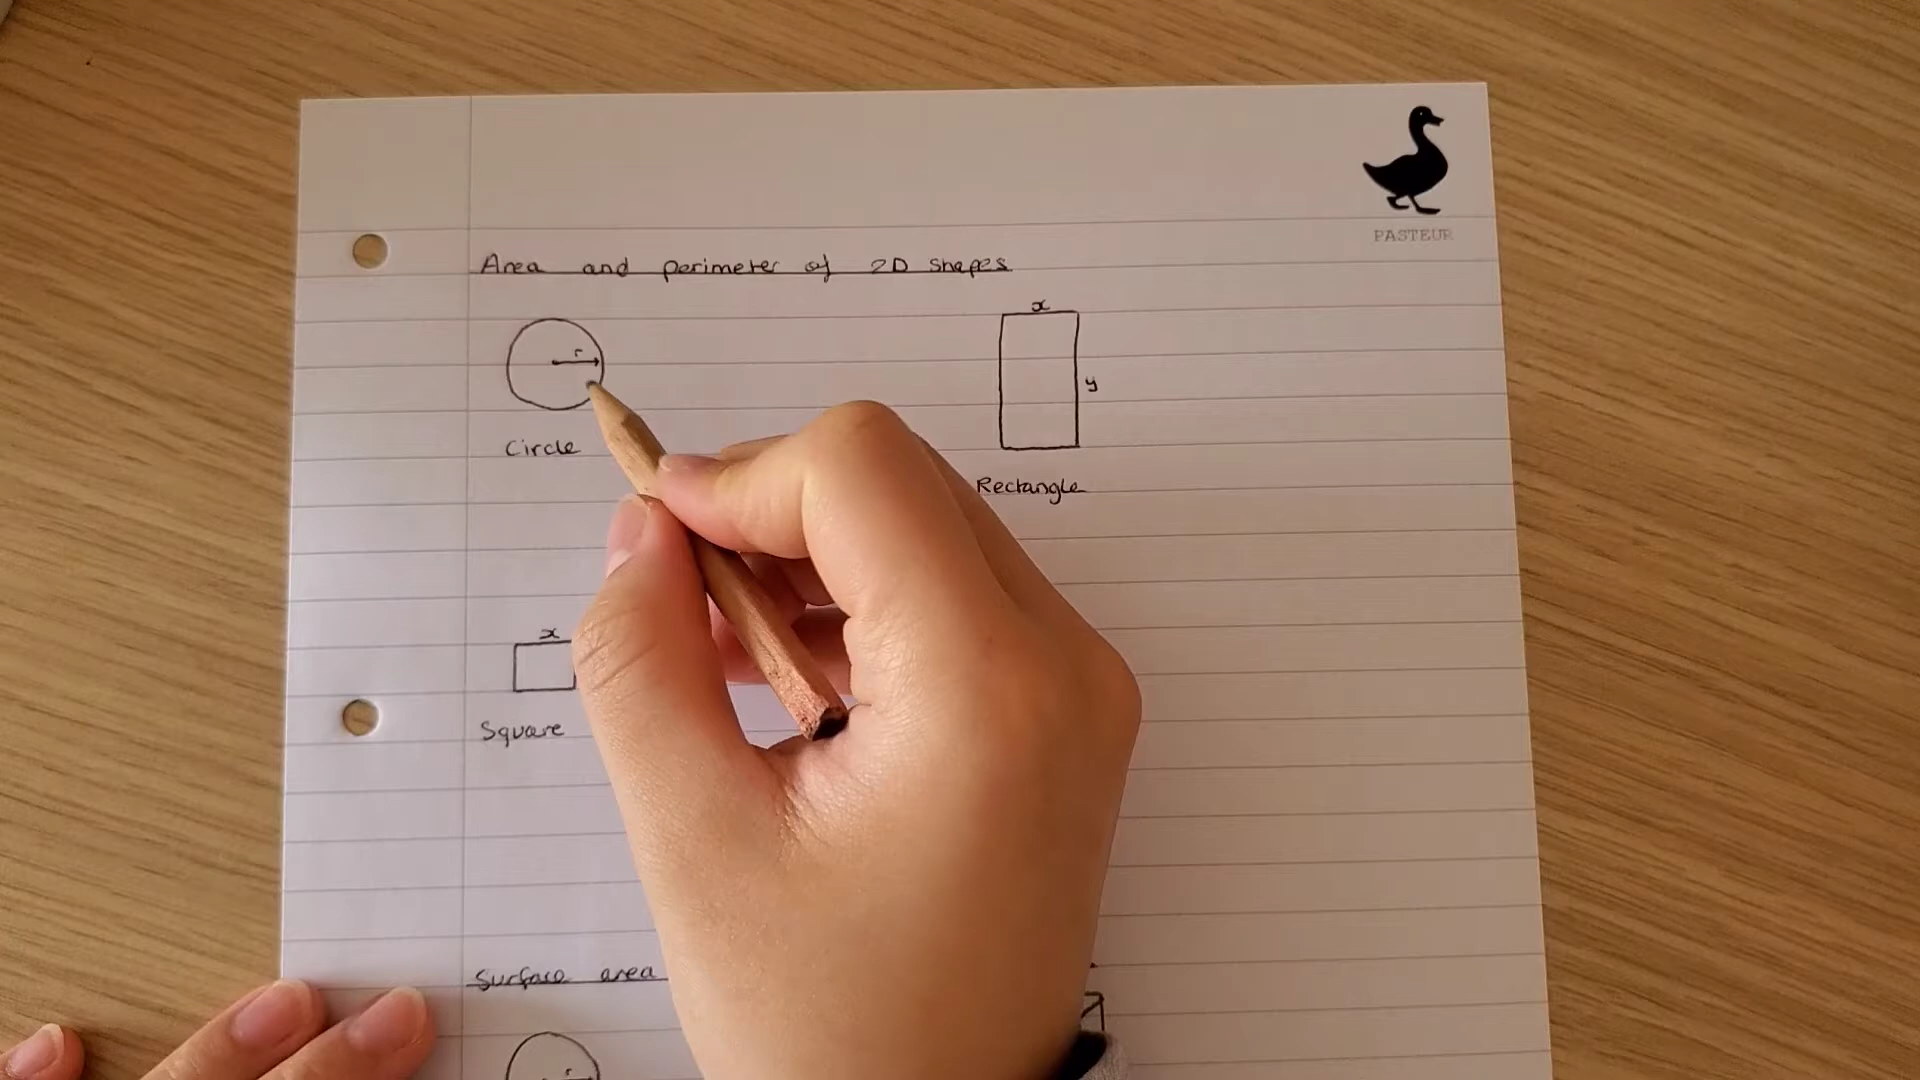 PASTEUR
Area and perimeter of 2D shapes
x
r
y
Circle
Rectangle
x
Square
Surface area
r